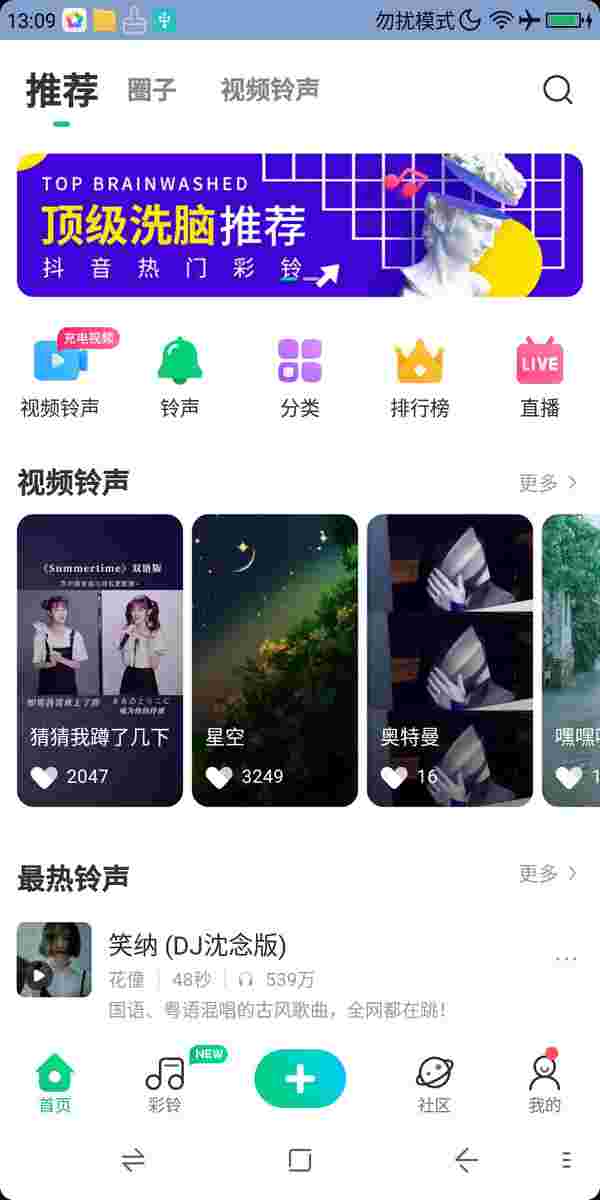 13:09
勿扰模式
推荐
圈子
视频铃声
TOP BRAINWASHED
顶级洗脑推荐
抖音热门彩铃
充电视频
LIVE
视频铃声
铃声
分类
排行榜
直播
视频铃声
更多
《Summertime》双语版
猜猜我蹲了几下
星空
奥特曼
嘿嘿
2047
3249
16
1
最热铃声
更多
笑纳 (DJ沈念版)
花僮 | 48秒 | 539万
国语、粤语混唱的古风歌曲，全网都在跳！
NEW
首页
彩铃
社区
我的